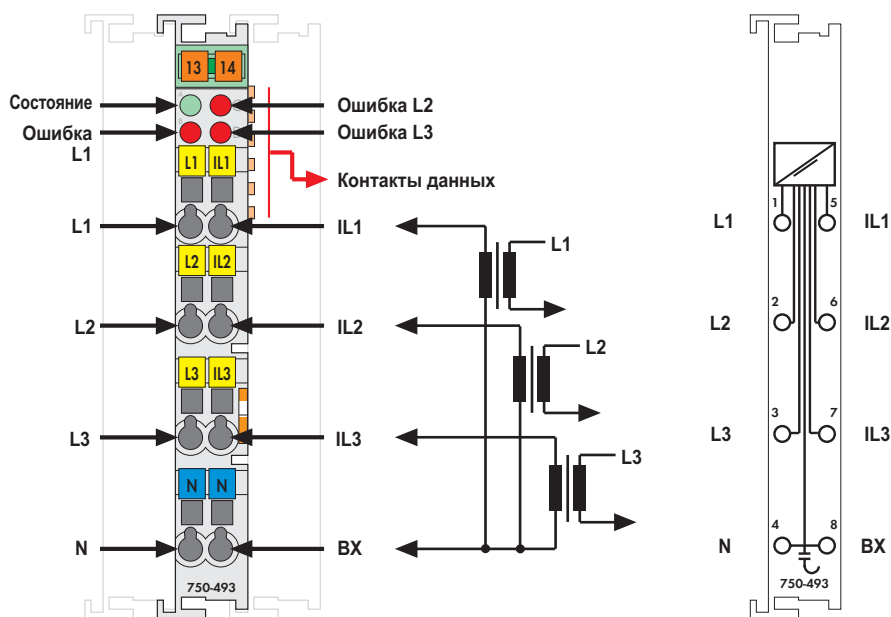 13 14
Состояние
Ошибка L1
Ошибка L2
Ошибка L3
L1 IL1
Контакты данных
L1
IL1
L2 IL2
L2
IL2
L3 IL3
L3
IL3
N N
N
BX
750-493
L1
L2
L3
1
5
L1
IL1
2
6
L2
IL2
3
7
L3
IL3
4
8
N
BX
750-493